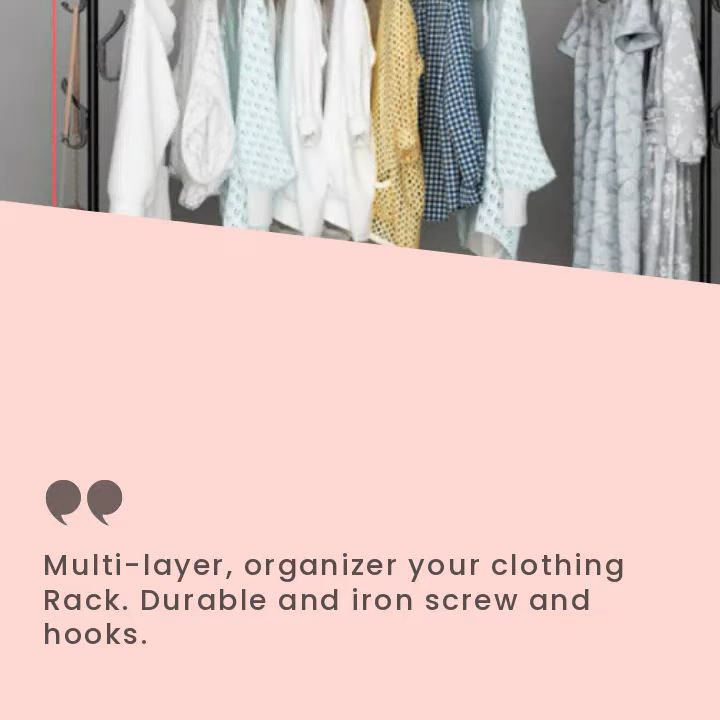 Multi-layer, organizer your clothing
Rack. Durable and iron screw and
hooks.